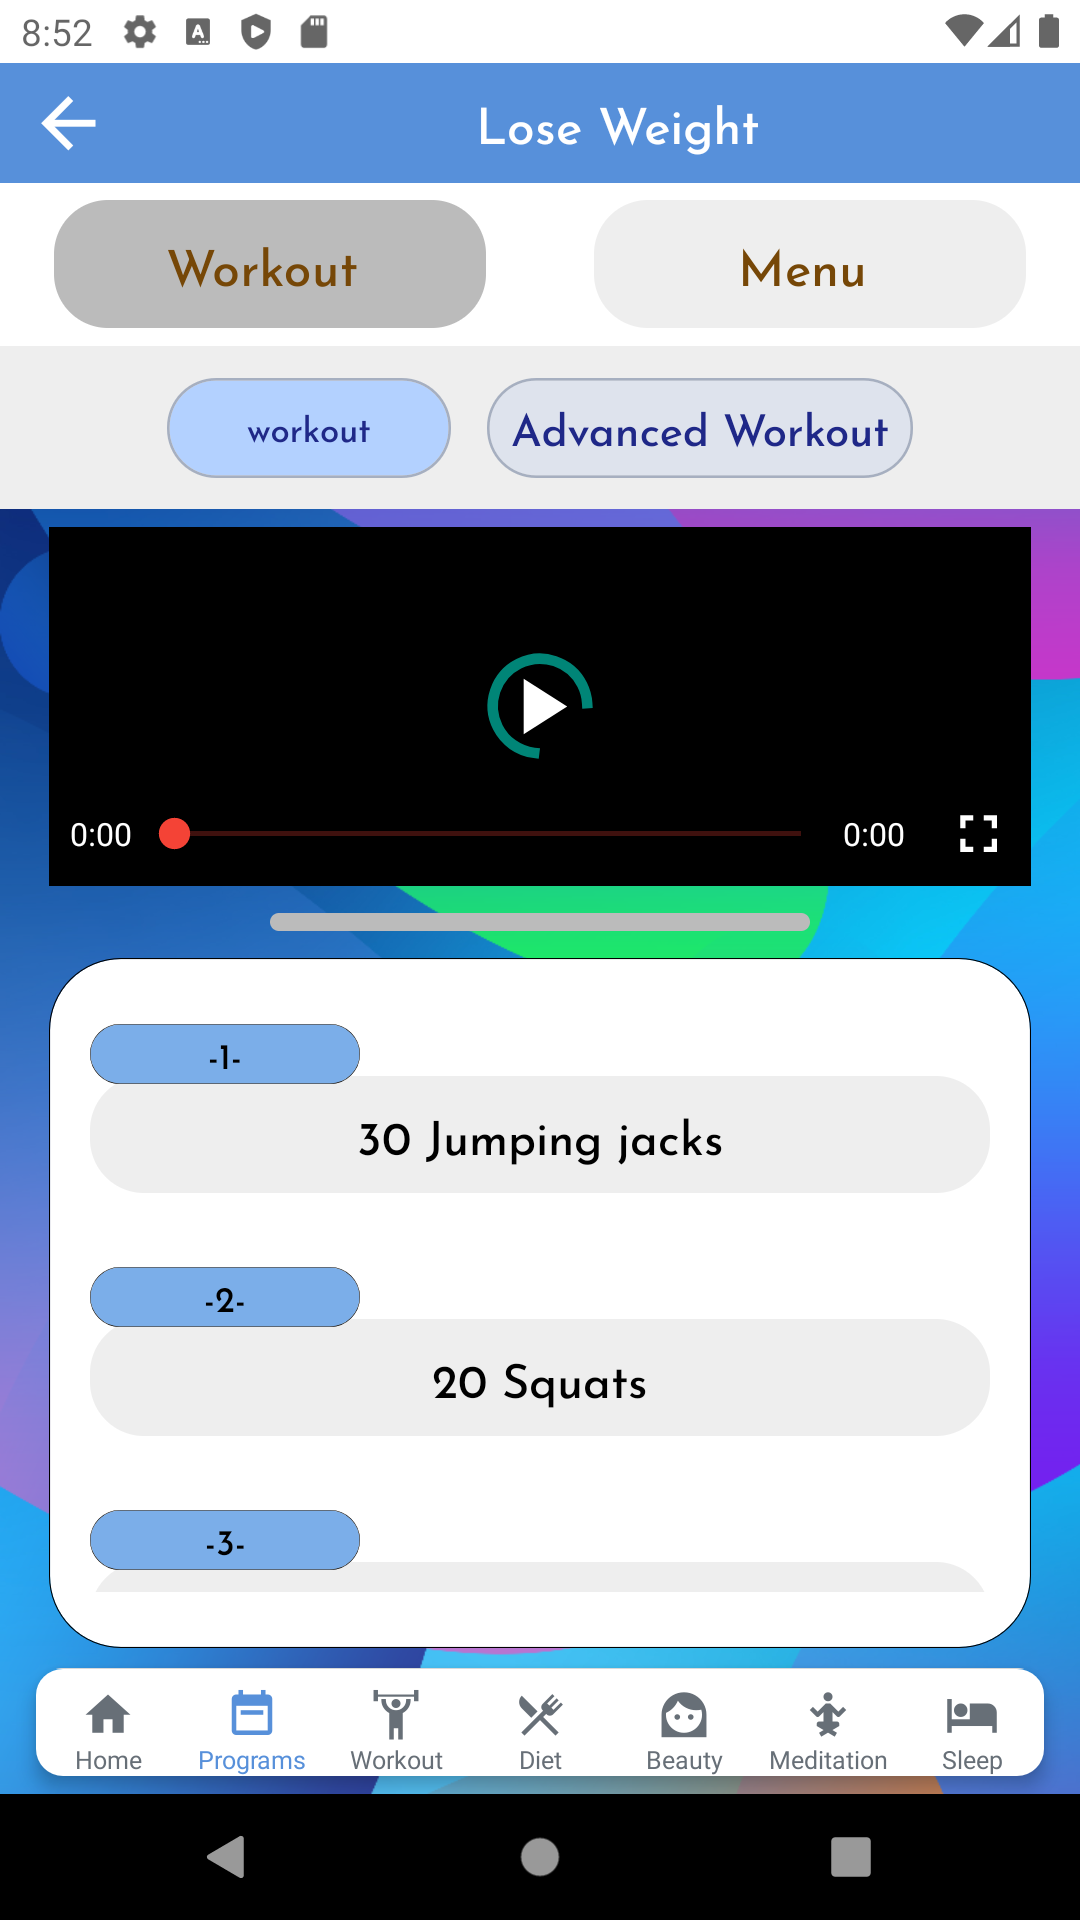 8:52
Lose Weight
Workout
Menu
workout
Advanced Workout
0:00
0:00
-1-
30 Jumping jacks
-2-
20 Squats
-3-
Home
Programs
Workout
Diet
Beauty
Meditation
Sleep